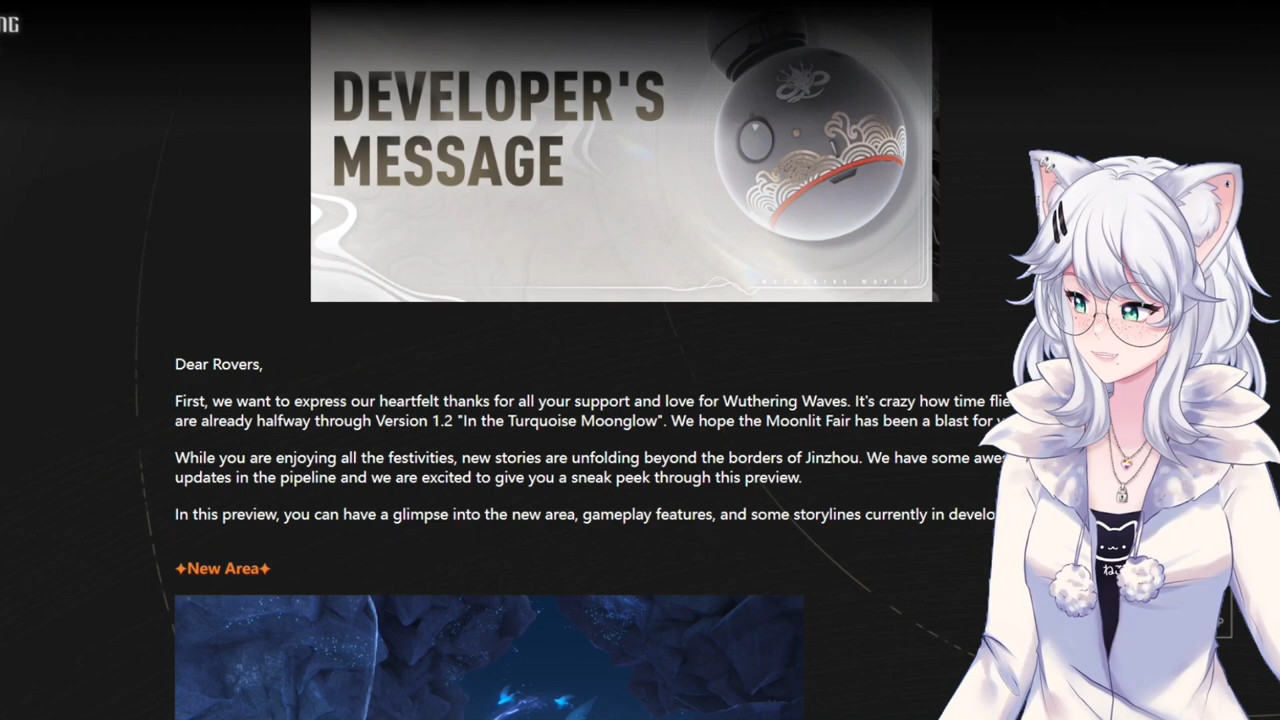 NG
DEVELOPER'S
MESSAGE
WUTHERING WAVES
Dear Rovers,
First, we want to express our heartfelt thanks for all your support and love for Wuthering Waves. It's crazy how time
are already halfway through Version 1.2 "In the Turquoise Moonglow". We hope the Moonlit Fair has been a blast for
While you are enjoying all the festivities, new stories are unfolding beyond the borders of Jinzhou. We have some
updates in the pipeline and we are excited to give you a sneak peek through this preview.
In this preview, you can have a glimpse into the new area, gameplay features, and some storylines currently in
✦New Area✦